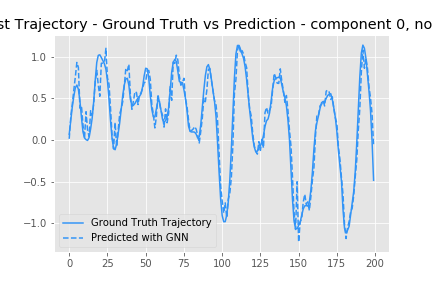 st Trajectory - Ground Truth vs Prediction - component 0, no
1.0
0.5
0.0
−0.5
−1.0
0 25 50 75 100 125 150 175 200
Ground Truth Trajectory
Predicted with GNN